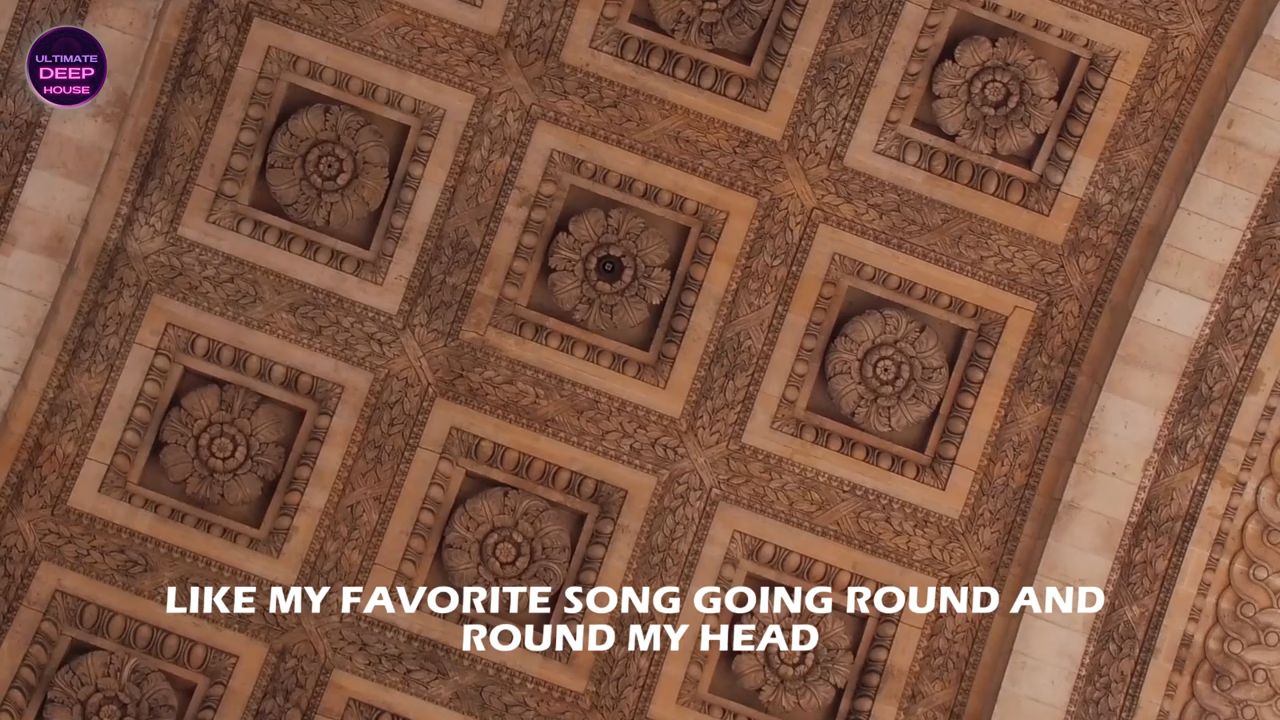 ULTIMATE
DEEP
HOUSE
LIKE MY FAVORITE SONG GOING ROUND AND
ROUND MY HEAD